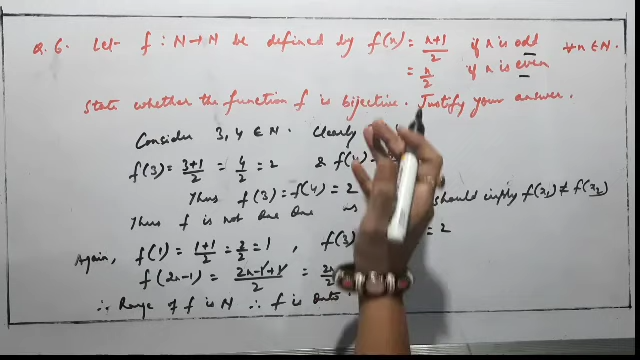 Q.6. Let f : N→N be defined by f(n) = n+1/2 if n is odd ∀ n ∈ N.
= n/2 if n is even
State whether the function f is bijective. Justify your answer.
Consider 3, 4 ∈ N. Clearly
f(3) = 3+1/2 = 4/2 = 2 & f(4) =
Thus f(3) = f(4) = 2 should imply f(x1) ≠ f(x2)
Thus f is not One One as
Again, f(1) = 1+1/2 = 2/2 = 1 , f(3) = 2
f(2n-1) = 2n-1+1/2 = 2n/2
∴ Range of f is N ∴ f is Onto